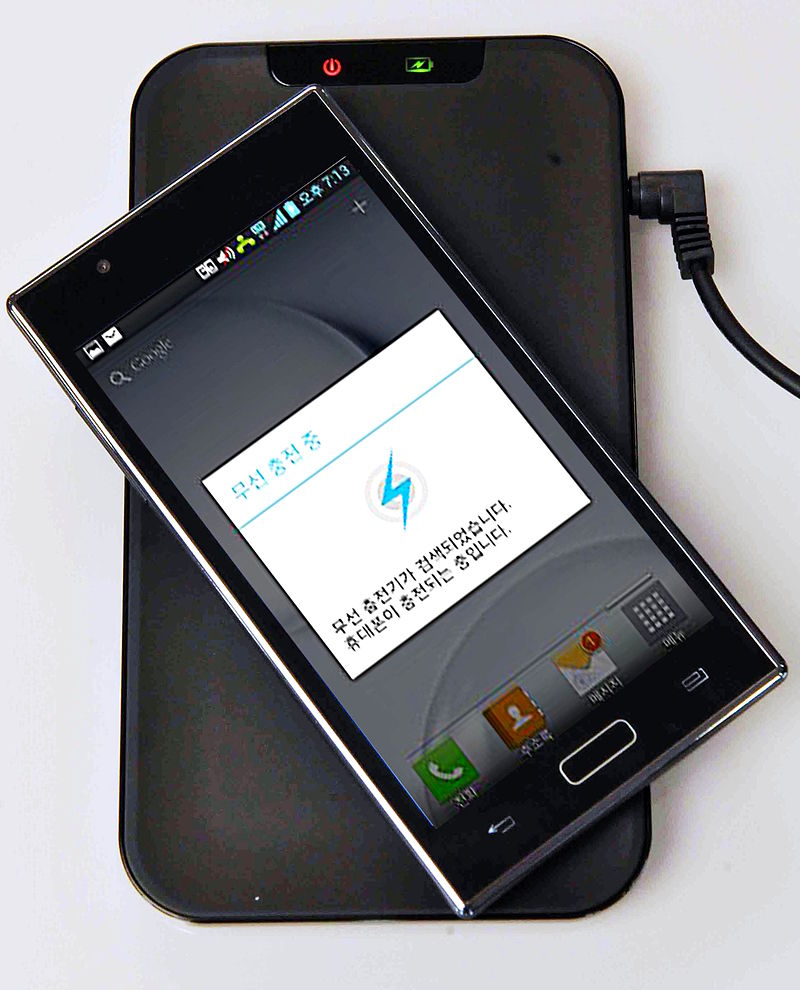 오후 7:13
Google
무선 충전 중
무선 충전기가 검색되었습니다.
휴대폰이 충전되는 중입니다.
1
전화
주소록
메시지
메뉴